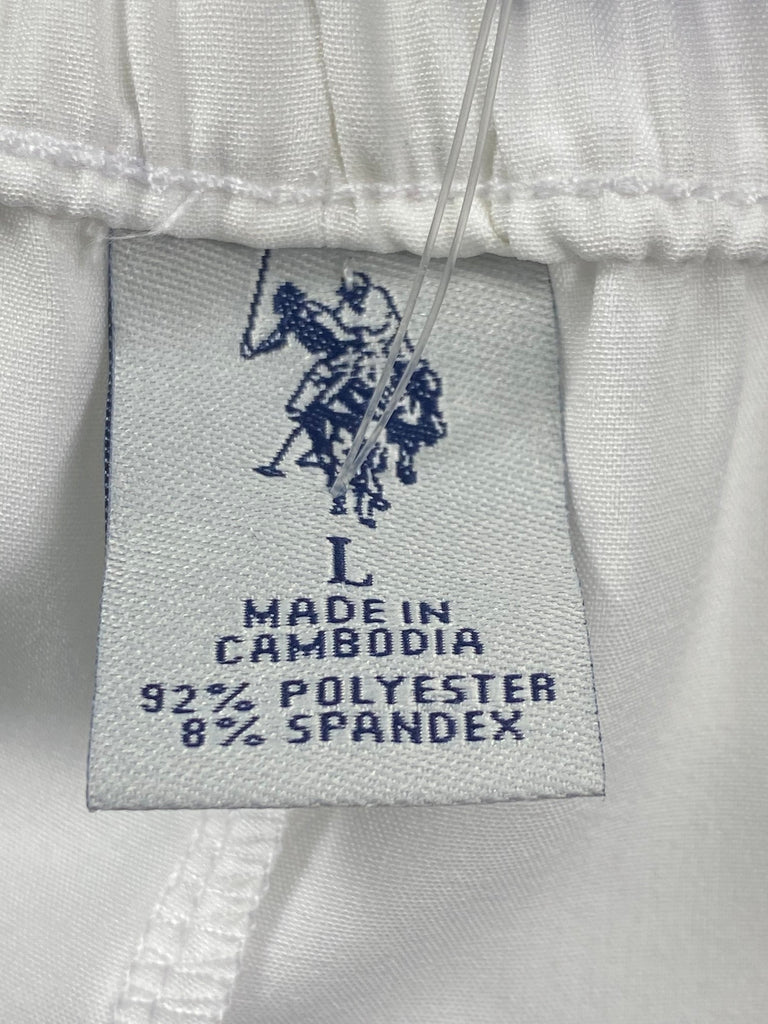 L
MADE IN
CAMBODIA
92% POLYESTER
8% SPANDEX